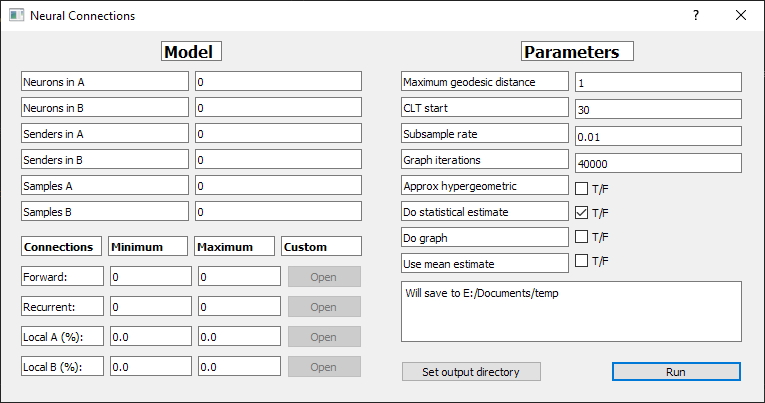 Neural Connections
Model
Neurons in A 0
Neurons in B 0
Senders in A 0
Senders in B 0
Samples A 0
Samples B 0
Connections Minimum Maximum Custom
Forward: 0 0 Open
Recurrent: 0 0 Open
Local A (%): 0.0 0.0 Open
Local B (%): 0.0 0.0 Open
Parameters
Maximum geodesic distance 1
CLT start 30
Subsample rate 0.01
Graph iterations 40000
Approx hypergeometric T/F
Do statistical estimate T/F
Do graph T/F
Use mean estimate T/F
Will save to E:/Documents/temp
Set output directory Run